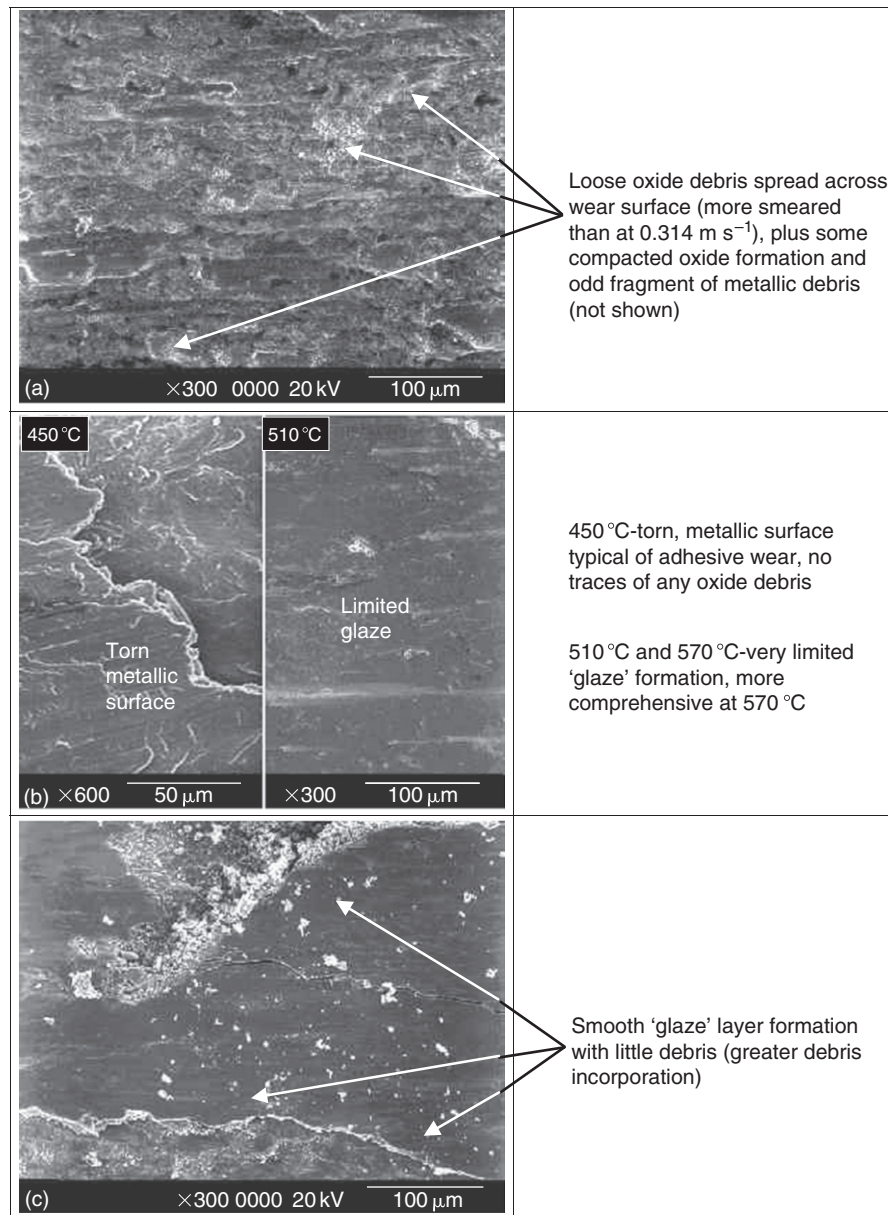 Loose oxide debris spread across
wear surface (more smeared
than at 0.314 m s⁻¹), plus some
compacted oxide formation and
odd fragment of metallic debris
(not shown)
(a) ×300 0000 20 kV 100 μm
450 °C 510 °C
Torn
metallic
surface
Limited
glaze
450 °C-torn, metallic surface
typical of adhesive wear, no
traces of any oxide debris
510 °C and 570 °C-very limited
‘glaze’ formation, more
comprehensive at 570 °C
(b) ×600 50 μm ×300 100 μm
Smooth ‘glaze’ layer formation
with little debris (greater debris
incorporation)
(c) ×300 0000 20 kV 100 μm